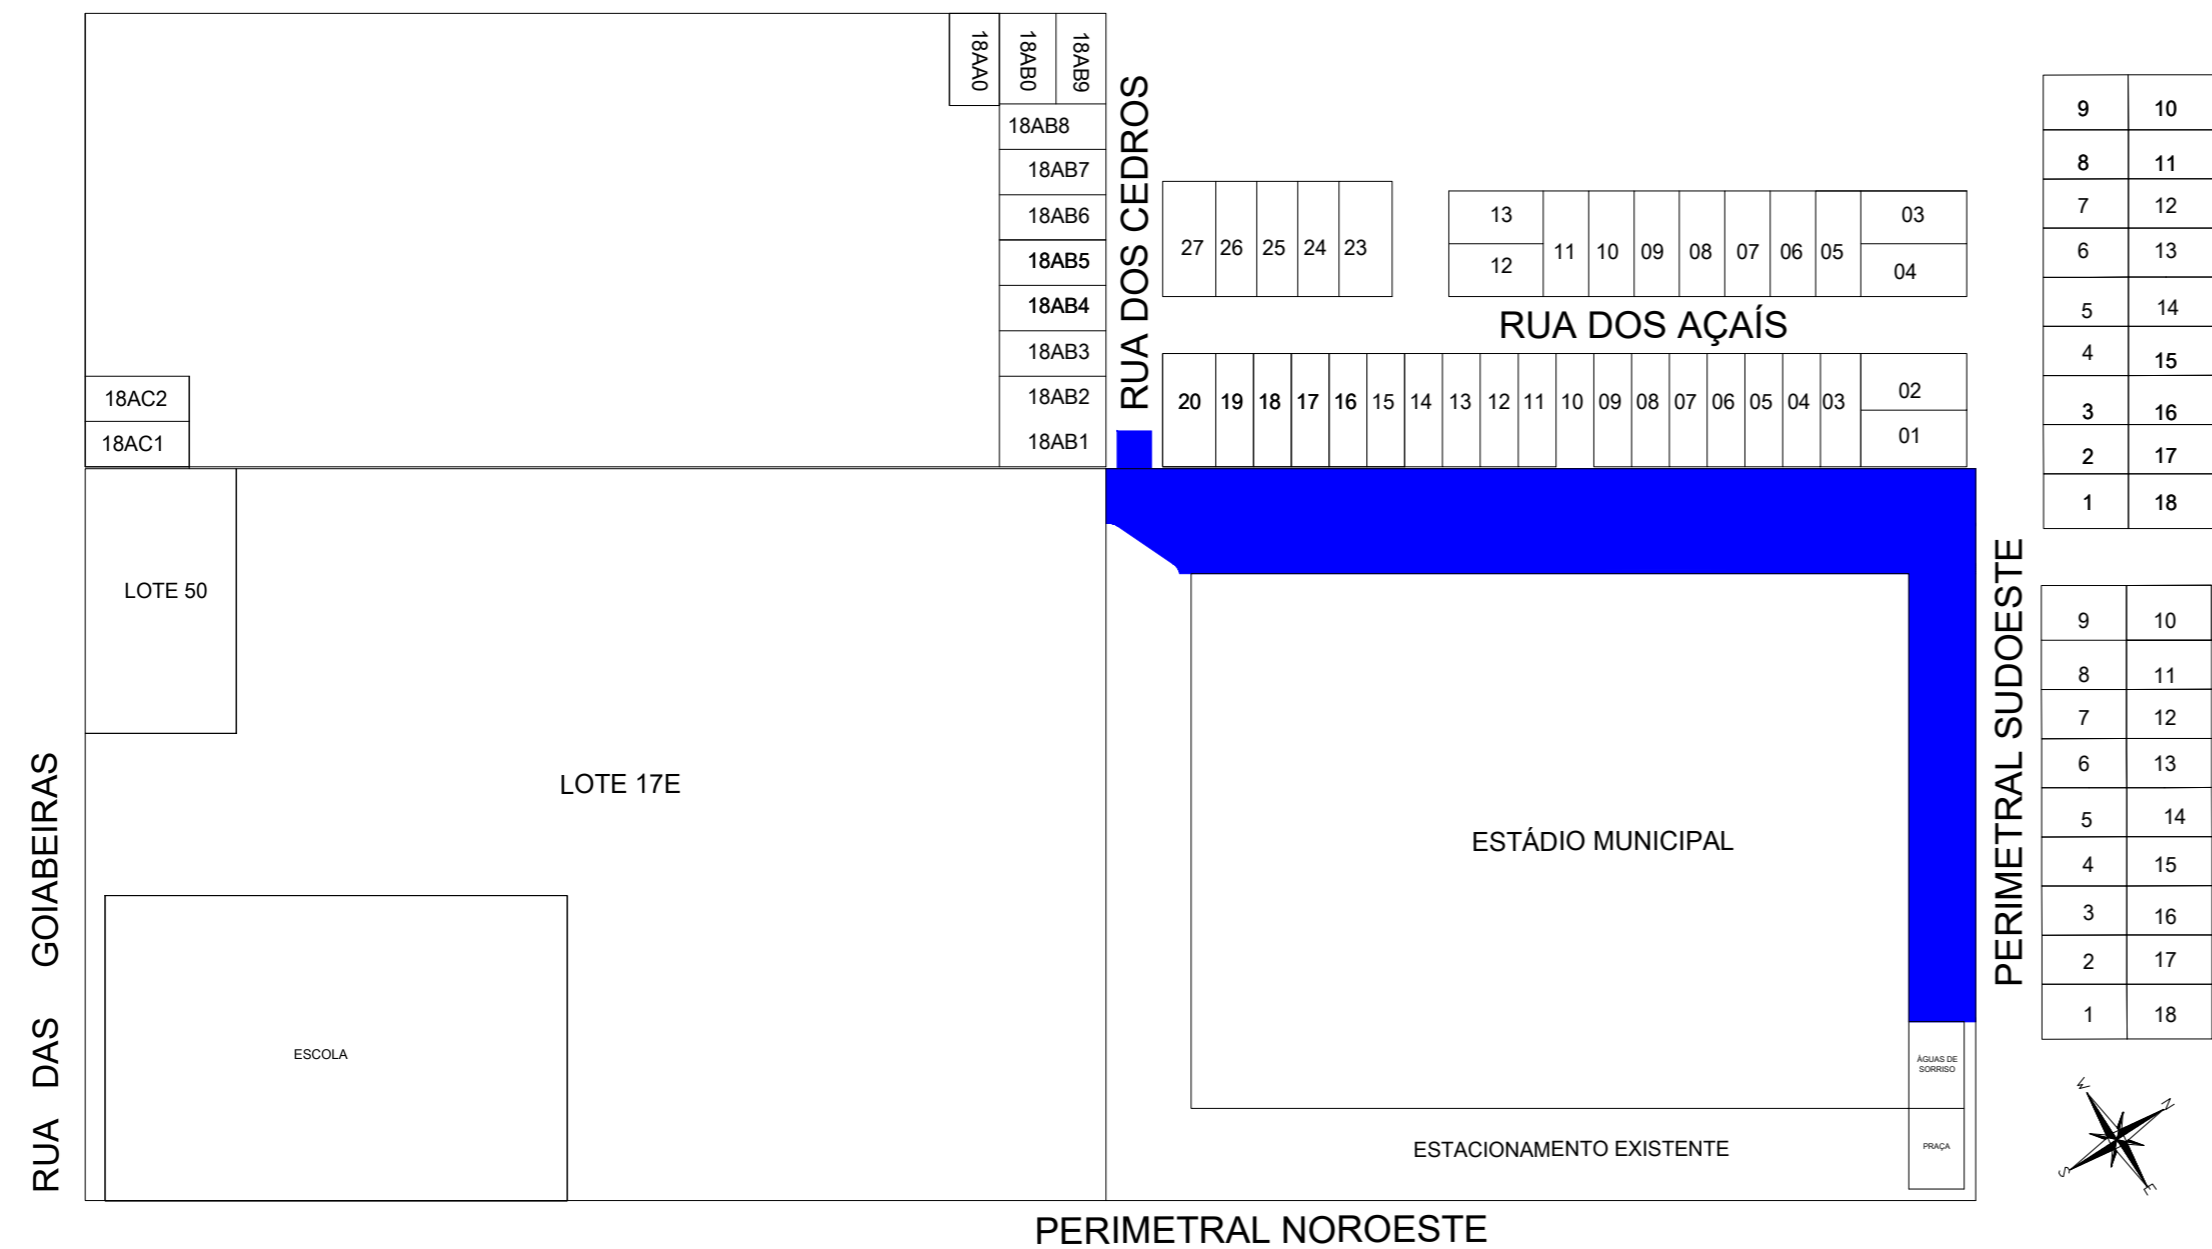 18AA0
18AB0
18AB9
18AB8
18AB7
18AB6
18AB5
18AB4
18AB3
18AB2
18AB1
18AC2
18AC1
RUA DOS CEDROS
27 26 25 24 23
13
12
11 10 09 08 07 06 05
03
04
RUA DOS AÇAÍS
20 19 18 17 16 15 14 13 12 11 10 09 08 07 06 05 04 03
02
01
9 10
8 11
7 12
6 13
5 14
4 15
3 16
2 17
1 18
LOTE 50
LOTE 17E
ESCOLA
RUA DAS GOIABEIRAS
ESTÁDIO MUNICIPAL
PERIMETRAL SUDOESTE
9 10
8 11
7 12
6 13
5 14
4 15
3 16
2 17
1 18
ÁGUAS DE
SORRISO
ESTACIONAMENTO EXISTENTE
PRAÇA
W
N
S
E
PERIMETRAL NOROESTE